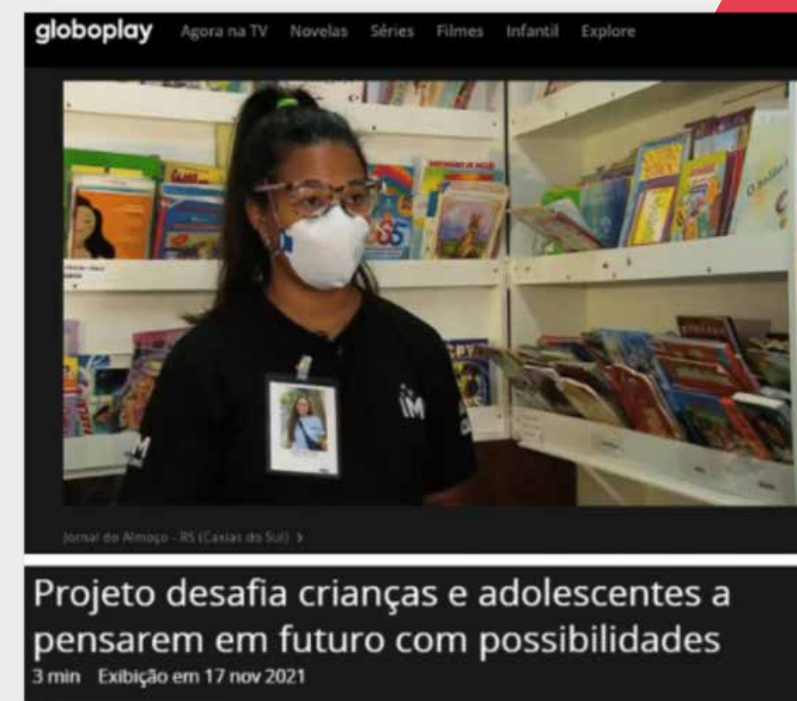 globoplay Agora na TV Novelas Séries Filmes Infantil Explore
IM
Jornal do Almoço - RS (Caxias do Sul) >
Projeto desafia crianças e adolescentes a
pensarem em futuro com possibilidades
3 min Exibição em 17 nov 2021